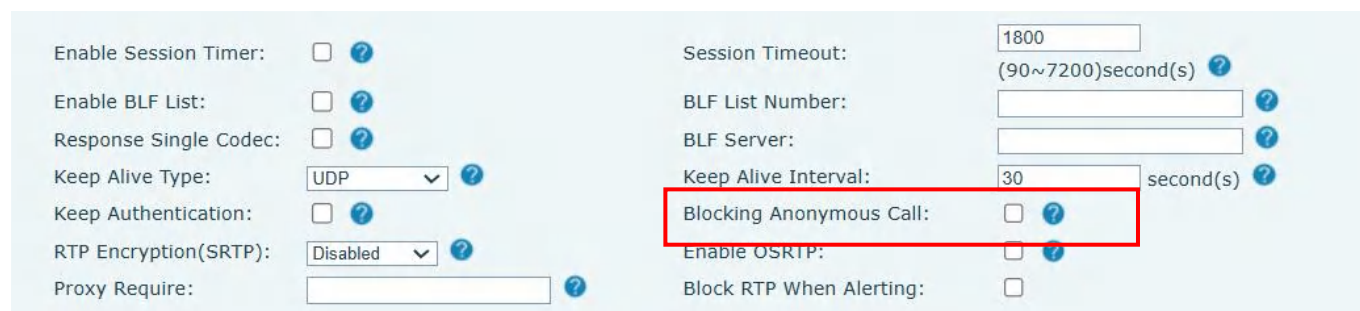 Enable Session Timer: ? Session Timeout: 1800
(90~7200)second(s) ?
Enable BLF List: ? BLF List Number: ?
Response Single Codec: ? BLF Server: ?
Keep Alive Type: UDP ? Keep Alive Interval: 30 second(s) ?
Keep Authentication: ? Blocking Anonymous Call: ?
RTP Encryption(SRTP): Disabled ? Enable OSRTP: ?
Proxy Require: ? Block RTP When Alerting: